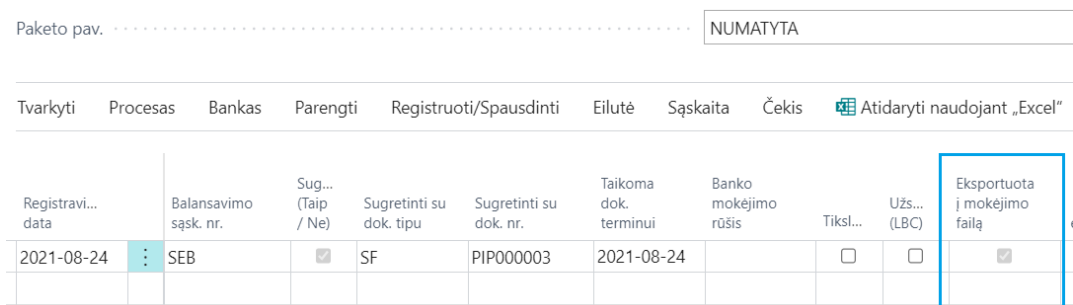 Paketo pav. NUMATYTA
Tvarkyti Procesas Bankas Parengti Registruoti/Spausdinti Eilutė Sąskaita Čekis Atidaryti naudojant „Excel“
Registravi... data
Balansavimo sąsk. nr.
Sug... (Taip / Ne)
Sugretinti su dok. tipu
Sugretinti su dok. nr.
Taikoma dok. terminui
Banko mokėjimo rūšis
Tiksl...
Užs... (LBC)
Eksportuota į mokėjimo failą
2021-08-24 SEB SF PIP000003 2021-08-24